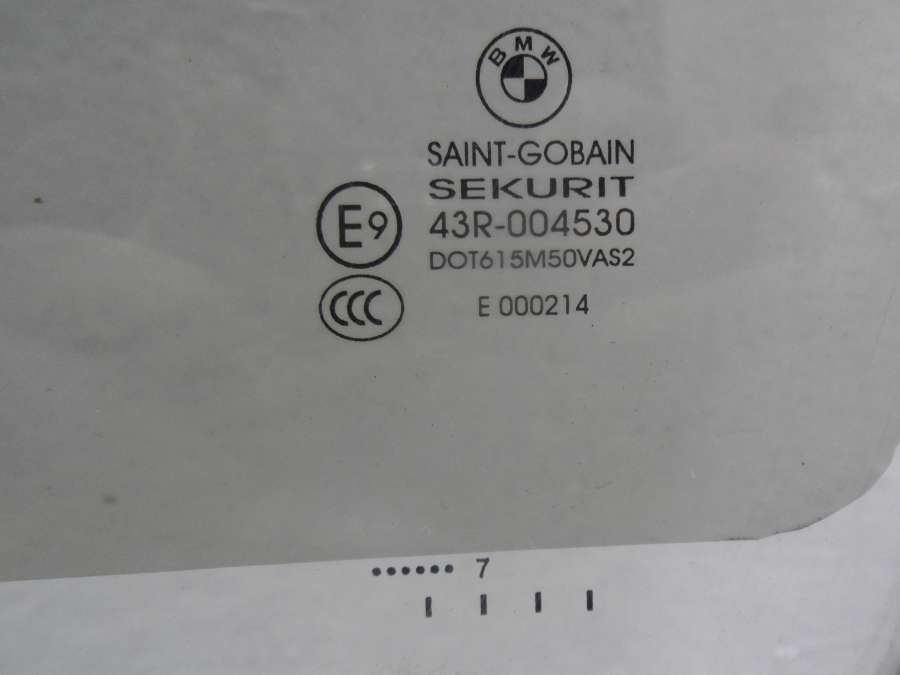 BMW
SAINT-GOBAIN
SEKURIT
E9 43R-004530
DOT615M50VAS2
CCC E 000214
•••••• 7
I I I I